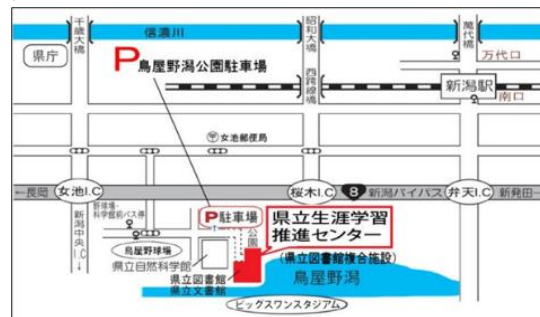 千歳大橋
信濃川
昭和大橋
萬代橋
県庁
P鳥屋野潟公園駐車場
西跨線橋
万代口
新潟駅
南口
女池郵便局
←長岡
女池I.C
桜木I.C
8
新潟バイパス
弁天I.C
新発田→
新潟中央I.C
↓
野球場・
科学館前バス停
P駐車場
公園
県立生涯学習
推進センター
鳥屋野球場
県立自然科学館
(県立図書館複合施設)
県立図書館
県立文書館
鳥屋野潟
ビッグスワンスタジアム